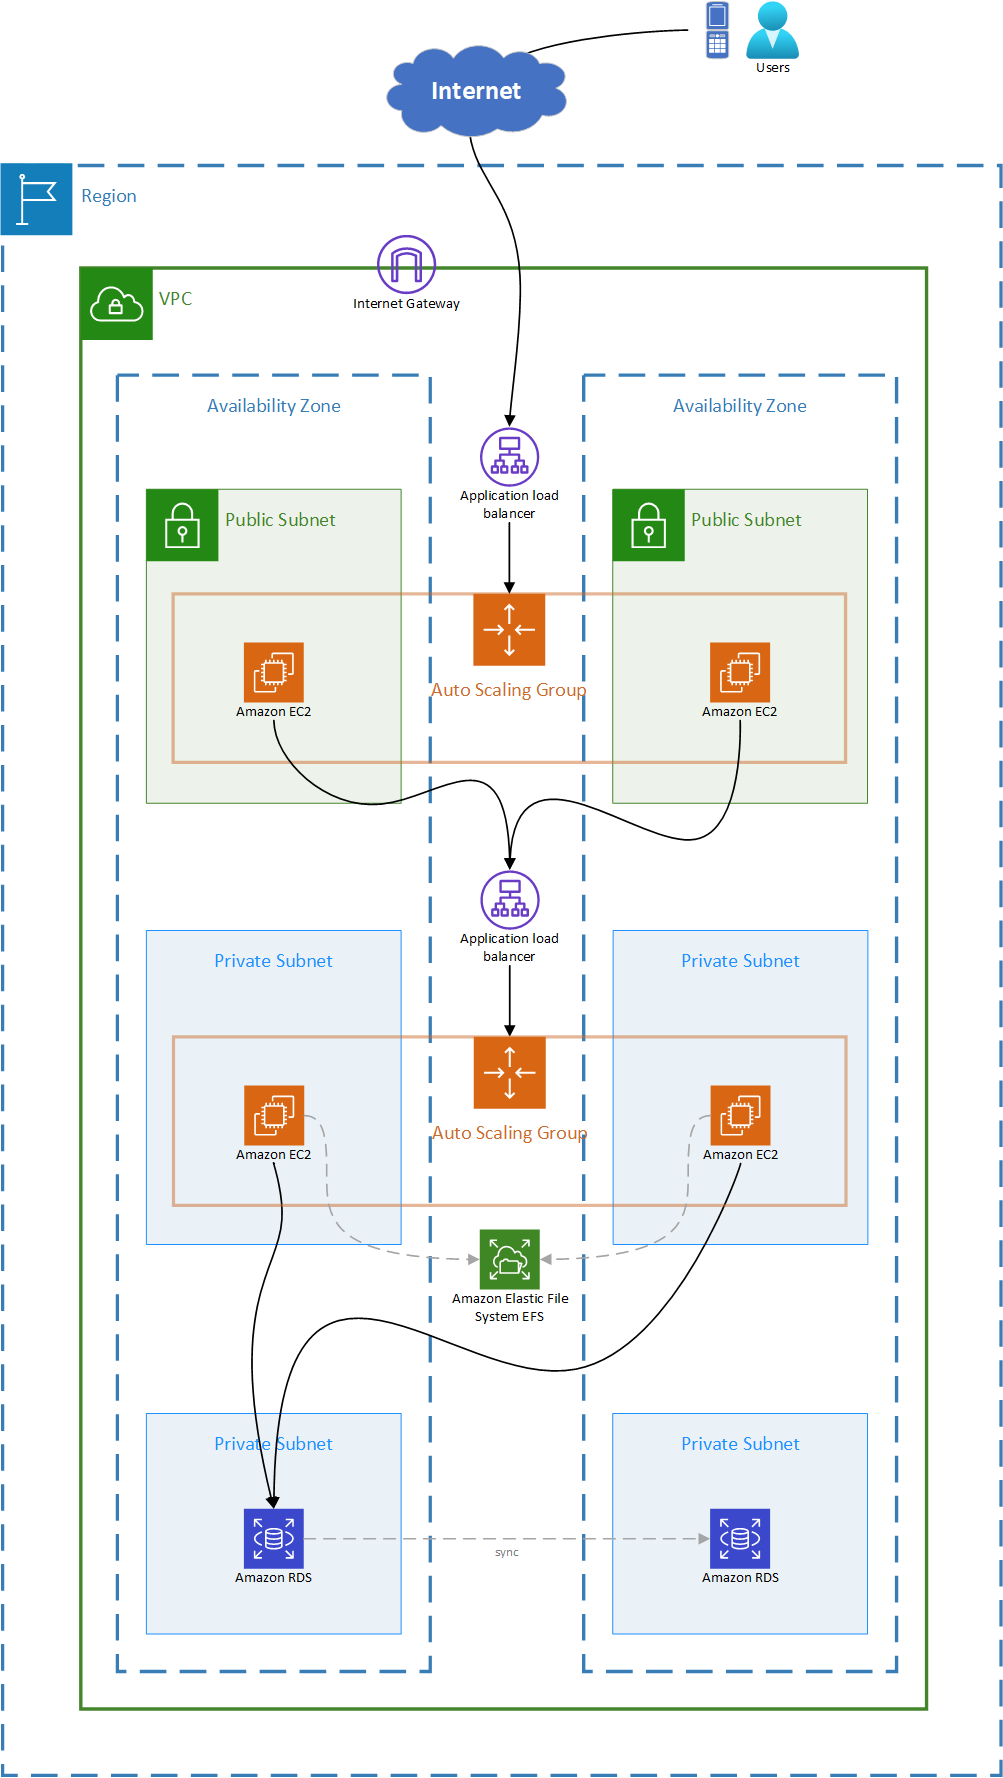 Users
Internet
Region
VPC
Internet Gateway
Availability Zone
Availability Zone
Application load
balancer
Public Subnet
Public Subnet
Auto Scaling Group
Amazon EC2
Amazon EC2
Application load
balancer
Private Subnet
Private Subnet
Auto Scaling Group
Amazon EC2
Amazon EC2
Amazon Elastic File
System EFS
Private Subnet
Private Subnet
sync
Amazon RDS
Amazon RDS